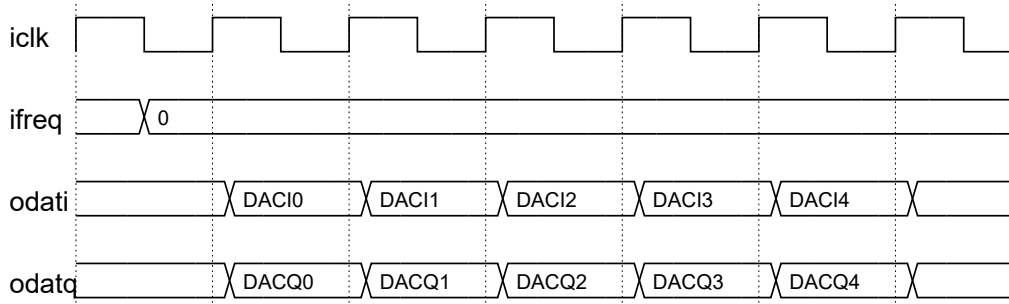 iclk
ifreq 0
odati DACI0 DACI1 DACI2 DACI3 DACI4
odatq DACQ0 DACQ1 DACQ2 DACQ3 DACQ4